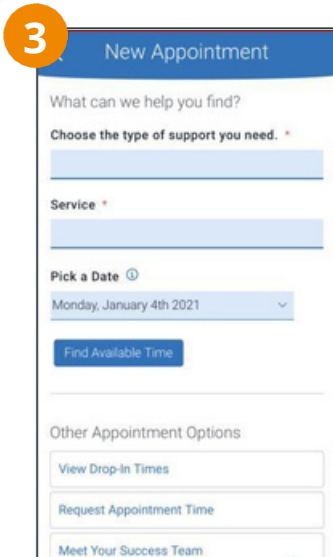 3
New Appointment
What can we help you find?
Choose the type of support you need. *
Service *
Pick a Date ⓘ
Monday, January 4th 2021
Find Available Time
Other Appointment Options
View Drop-In Times
Request Appointment Time
Meet Your Success Team